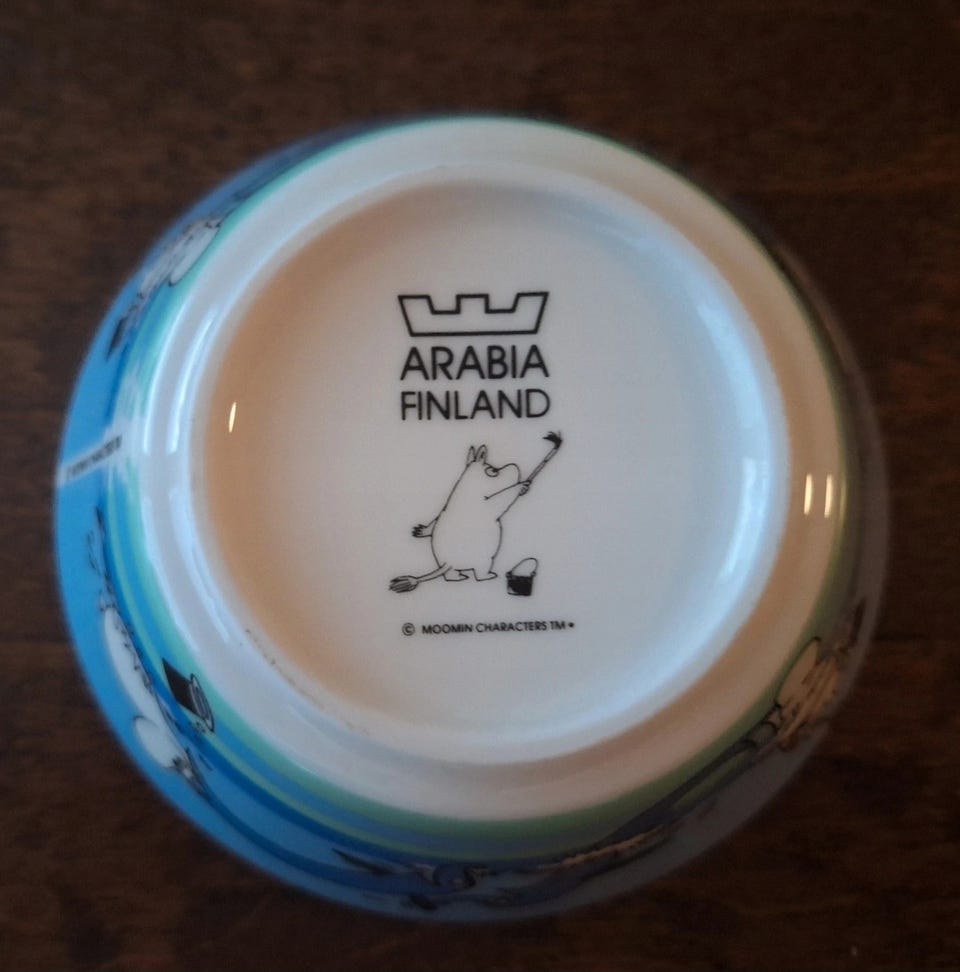 ARABIA
FINLAND
© MOOMIN CHARACTERS TM •